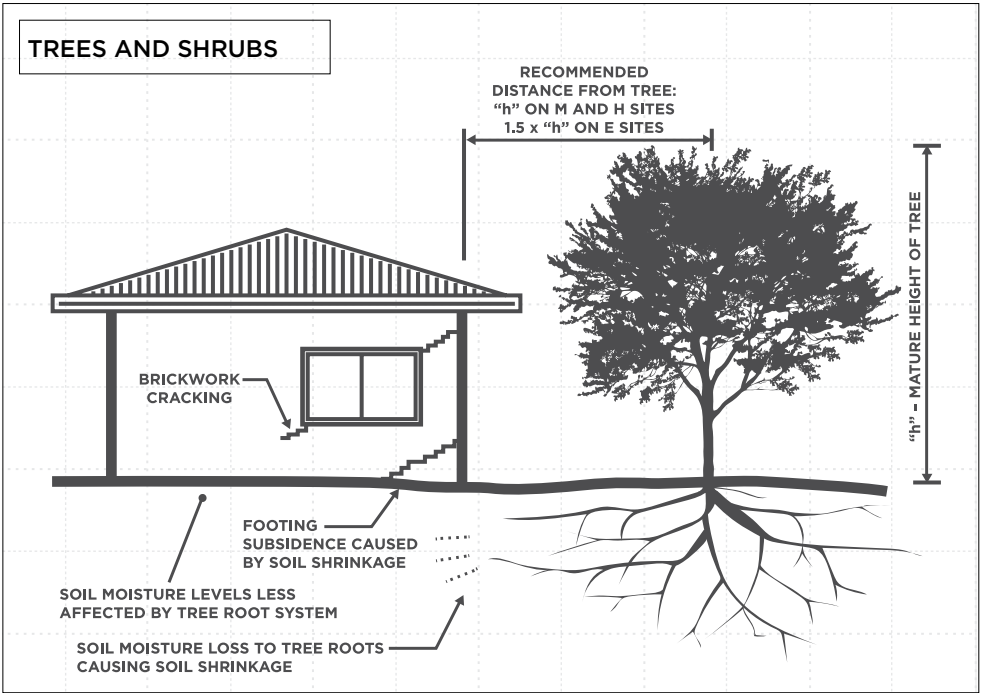 TREES AND SHRUBS
RECOMMENDED
DISTANCE FROM TREE:
“h” ON M AND H SITES
1.5 x “h” ON E SITES
“h” – MATURE HEIGHT OF TREE
BRICKWORK
CRACKING
FOOTING
SUBSIDENCE CAUSED
BY SOIL SHRINKAGE
SOIL MOISTURE LEVELS LESS
AFFECTED BY TREE ROOT SYSTEM
SOIL MOISTURE LOSS TO TREE ROOTS
CAUSING SOIL SHRINKAGE